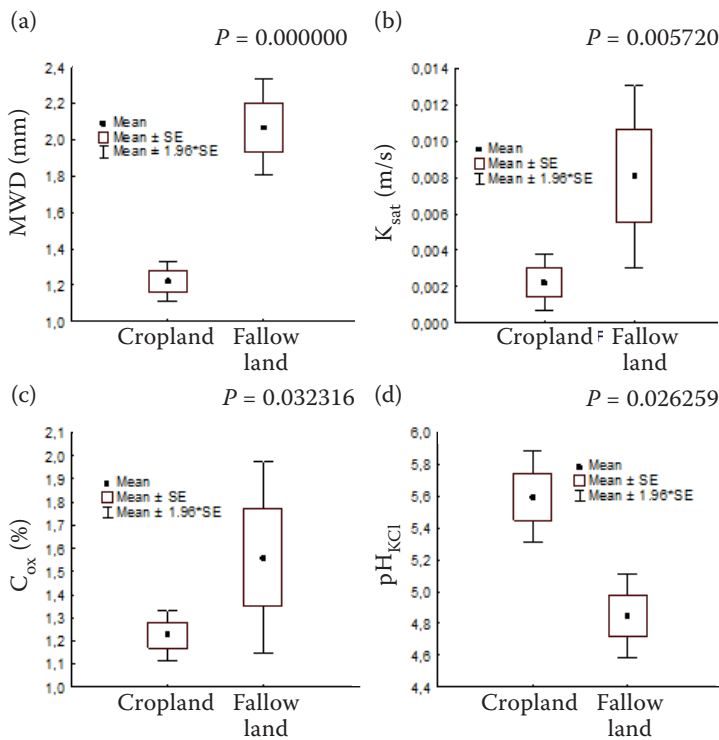 (a)
P = 0.000000
MWD (mm)
2,4
2,2
2,0
1,8
1,6
1,4
1,2
1,0
Mean
Mean ± SE
Mean ± 1.96*SE
Cropland
Fallow
land
(b)
P = 0.005720
Ksat (m/s)
0,014
0,012
0,010
0,008
0,006
0,004
0,002
0,000
Mean
Mean ± SE
Mean ± 1.96*SE
Cropland
Fallow
land
(c)
P = 0.032316
Cox (%)
2,1
2,0
1,9
1,8
1,7
1,6
1,5
1,4
1,3
1,2
1,1
1,0
Mean
Mean ± SE
Mean ± 1.96*SE
Cropland
Fallow
land
(d)
P = 0.026259
pHKCl
6,0
5,8
5,6
5,4
5,2
5,0
4,8
4,6
4,4
Mean
Mean ± SE
Mean ± 1.96*SE
Cropland
Fallow
land